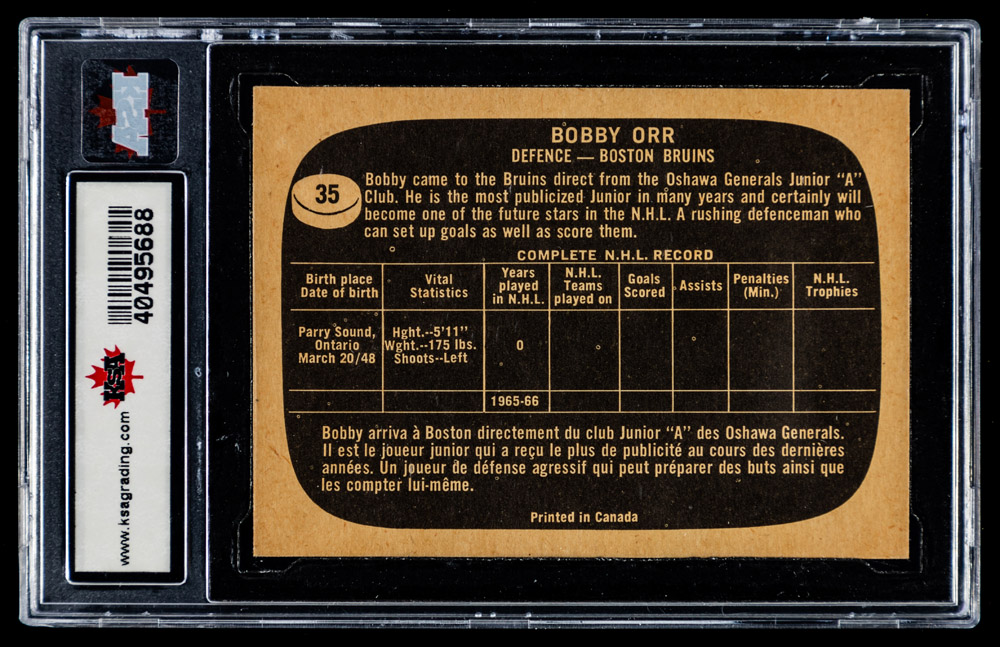 40495688
KSA
www.ksagrading.com
BOBBY ORR
DEFENCE — BOSTON BRUINS
35
Bobby came to the Bruins direct from the Oshawa Generals Junior “A”
Club. He is the most publicized Junior in many years and certainly will
become one of the future stars in the N.H.L. A rushing defenceman who
can set up goals as well as score them.
COMPLETE N.H.L. RECORD
Birth place
Date of birth
Vital
Statistics
Years
played
in N.H.L.
N.H.L.
Teams
played on
Goals
Scored
Assists
Penalties
(Min.)
N.H.L.
Trophies
Parry Sound,
Ontario
March 20/48
Hght.--5'11"
Wght.--175 lbs.
Shoots--Left
0
1965-66
Bobby arriva à Boston directement du club Junior “A” des Oshawa Generals.
Il est le joueur junior qui a reçu le plus de publicité au cours des dernières
années. Un joueur de défense agressif qui peut préparer des buts ainsi que
les compter lui-même.
Printed in Canada